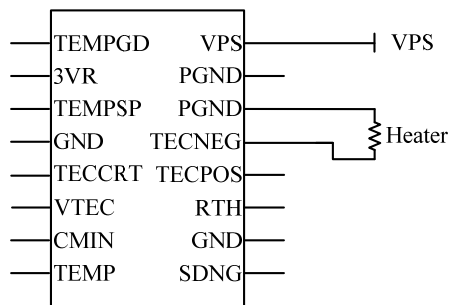 TEMPGD VPS VPS
3VR PGND
TEMPSP PGND
GND TECNEG Heater
TECCRT TECPOS
VTEC RTH
CMIN GND
TEMP SDNG